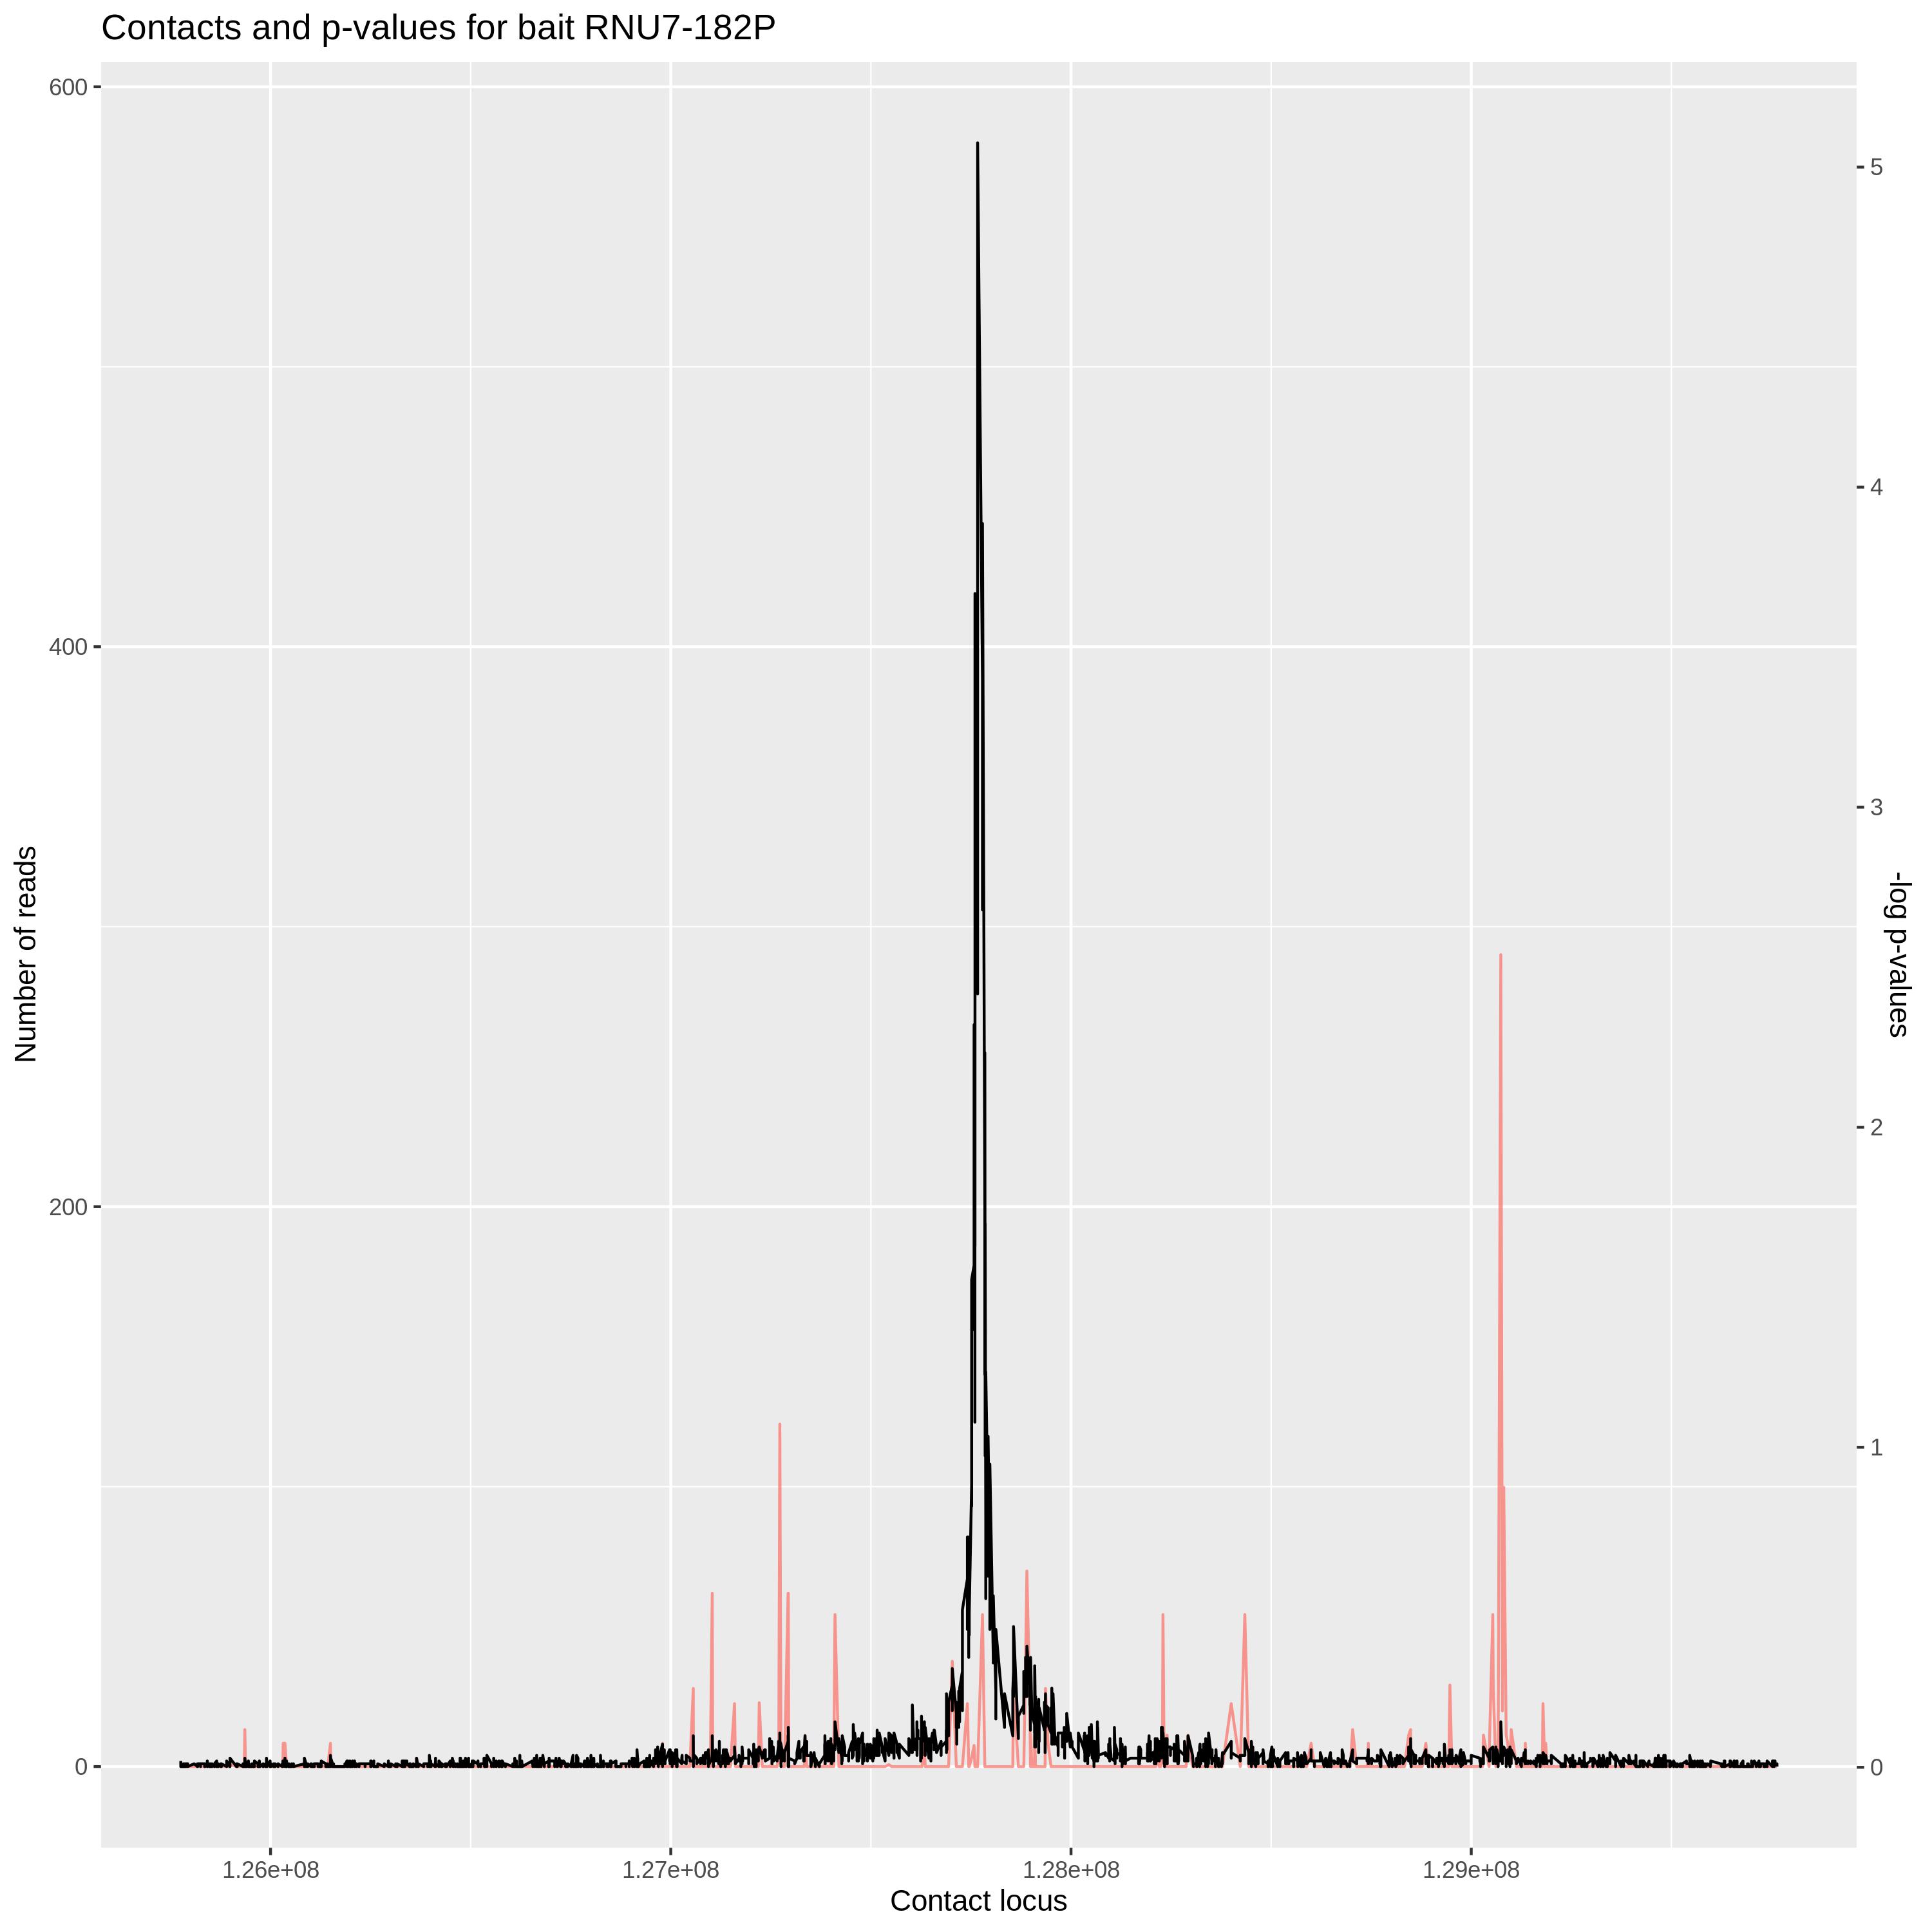 Contacts and p-values for bait RNU7-182P
600
400
200
0
Number of reads
5
4
3
2
1
0
-log p-values
1.26e+08
1.27e+08
1.28e+08
1.29e+08
Contact locus